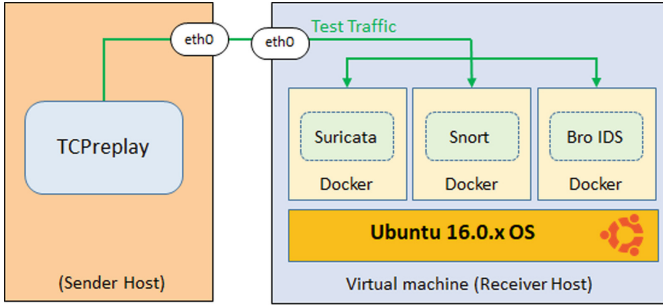 eth0
eth0
Test Traffic
TCPreplay
Suricata
Snort
Bro IDS
Docker
Docker
Docker
Ubuntu 16.0.x OS
(Sender Host)
Virtual machine (Receiver Host)